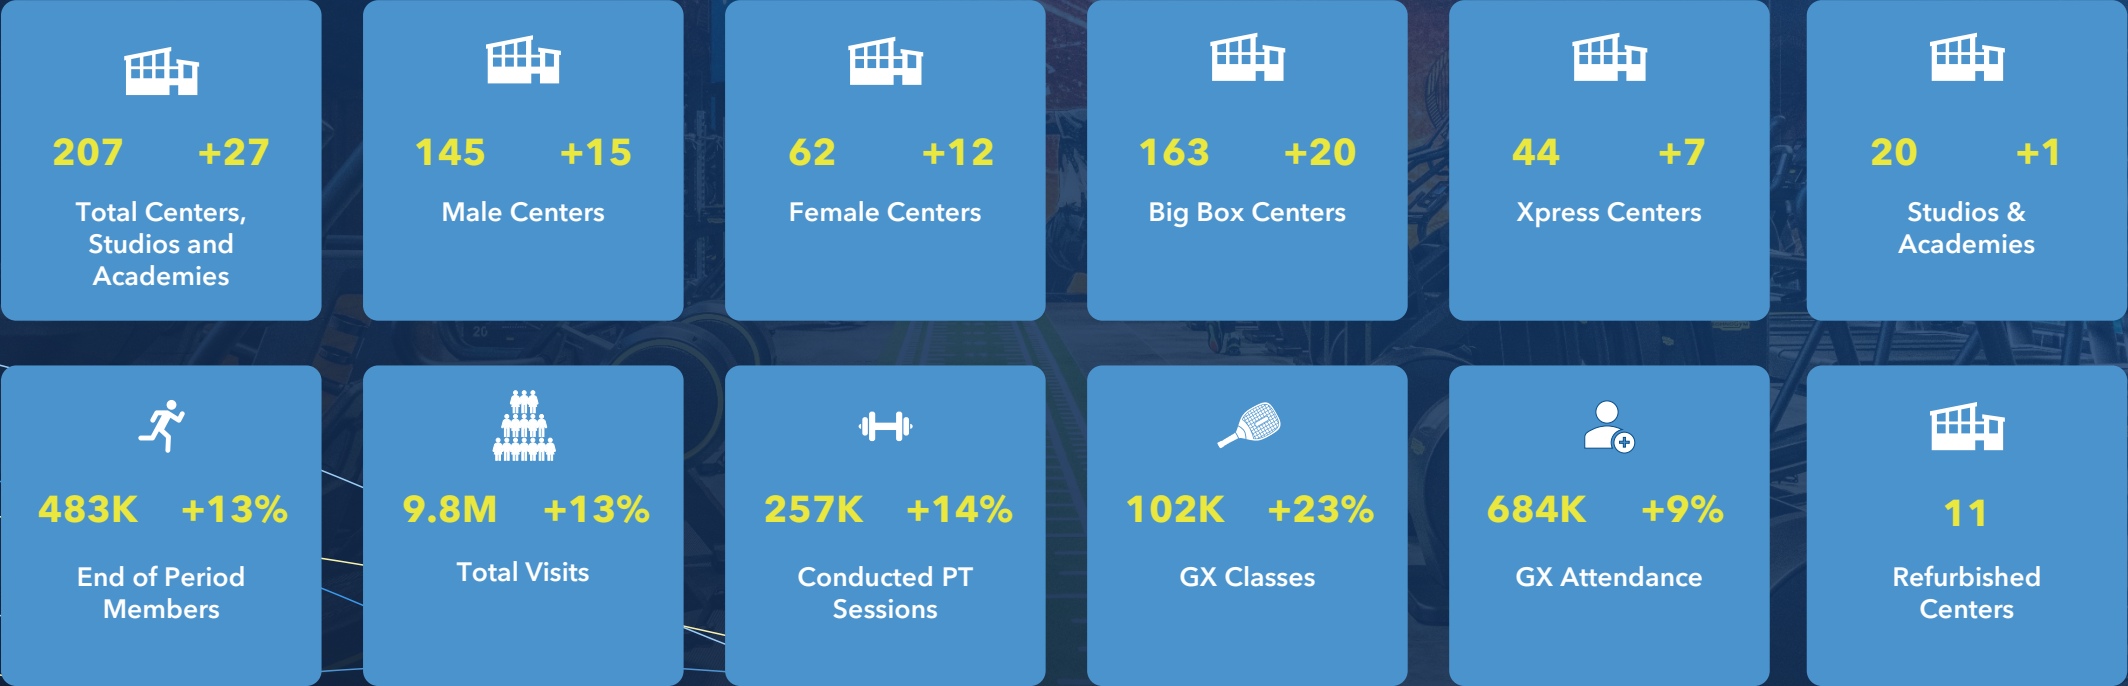 207 +27
Total Centers,
Studios and
Academies
145 +15
Male Centers
62 +12
Female Centers
163 +20
Big Box Centers
44 +7
Xpress Centers
20 +1
Studios &
Academies
20
483K +13%
End of Period
Members
9.8M +13%
Total Visits
257K +14%
Conducted PT
Sessions
102K +23%
GX Classes
684K +9%
GX Attendance
11
Refurbished
Centers